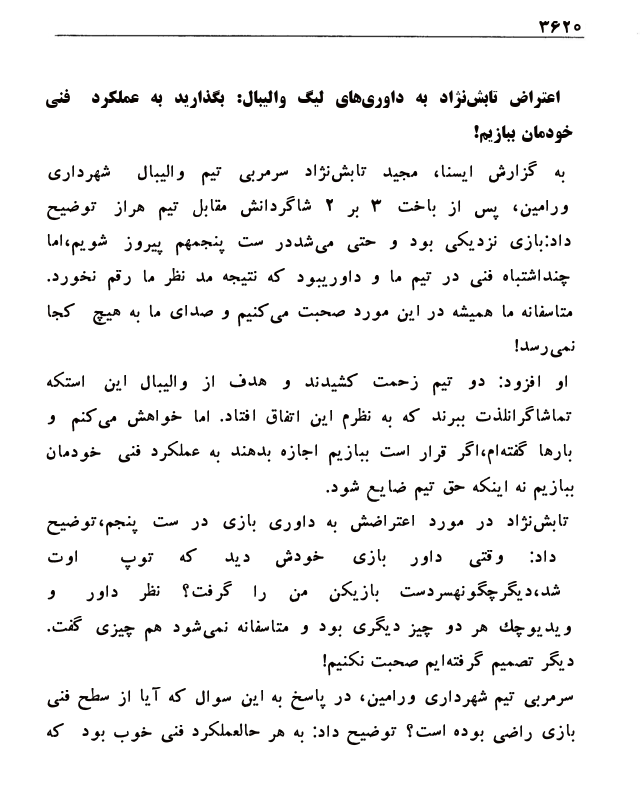 ۳۶۲۰
اعتراض تابش‌نژاد به داوری‌های لیگ والیبال: بگذارید به عملکرد فنی
خودمان ببازیم!
به گزارش ایسنا، مجید تابش‌نژاد سرمربی تیم والیبال شهرداری
ورامین، پس از باخت ۳ بر ۲ شاگردانش مقابل تیم هراز توضیح
داد:بازی نزدیکی بود و حتی می‌شددر ست پنجمهم پیروز شویم،اما
چنداشتباه فنی در تیم ما و داوریبود که نتیجه مد نظر ما رقم نخورد.
متاسفانه ما همیشه در این مورد صحبت می‌کنیم و صدای ما به هیچ کجا
نمی‌رسد!
او افزود: دو تیم زحمت کشیدند و هدف از والیبال این استکه
تماشاگرانلذت ببرند که به نظرم این اتفاق افتاد. اما خواهش می‌کنم و
بارها گفته‌ام،اگر قرار است ببازیم اجازه بدهند به عملکرد فنی خودمان
ببازیم نه اینکه حق تیم ضایع شود.
تابش‌نژاد در مورد اعتراضش به داوری بازی در ست پنجم،توضیح
داد: وقتی داور بازی خودش دید که توپ اوت
شد،دیگرچگونهسردست بازیکن من را گرفت؟ نظر داور و
ویدیوچك هر دو چیز دیگری بود و متاسفانه نمی‌شود هم چیزی گفت.
دیگر تصمیم گرفته‌ایم صحبت نکنیم!
سرمربی تیم شهرداری ورامین، در پاسخ به این سوال که آیا از سطح فنی
بازی راضی بوده است؟ توضیح داد: به هر حالعملکرد فنی خوب بود که